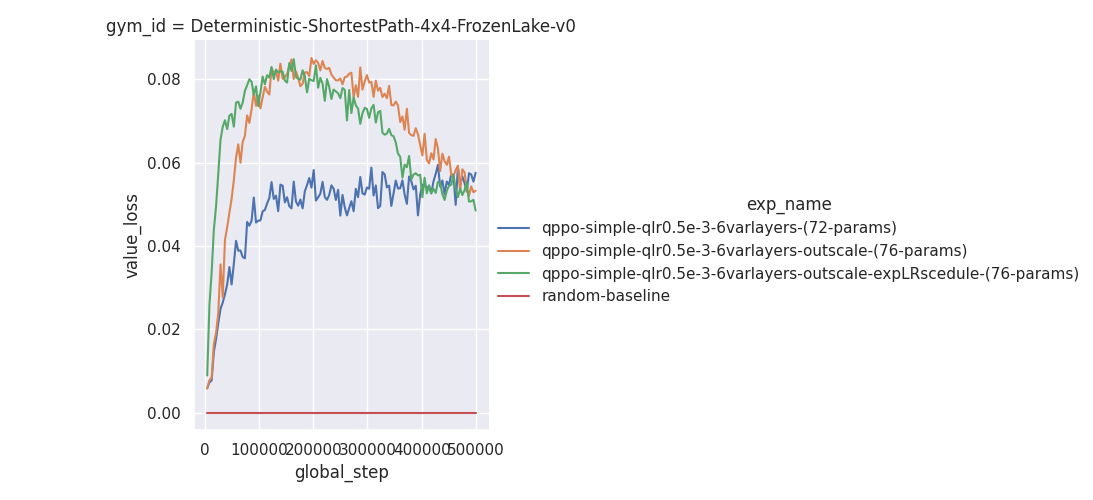 gym_id = Deterministic-ShortestPath-4x4-FrozenLake-v0
0.08
0.06
0.04
0.02
0.00
value_loss
0 100000 200000 300000 400000 500000
global_step
exp_name
qppo-simple-qlr0.5e-3-6varlayers-(72-params)
qppo-simple-qlr0.5e-3-6varlayers-outscale-(76-params)
qppo-simple-qlr0.5e-3-6varlayers-outscale-expLRscedule-(76-params)
random-baseline